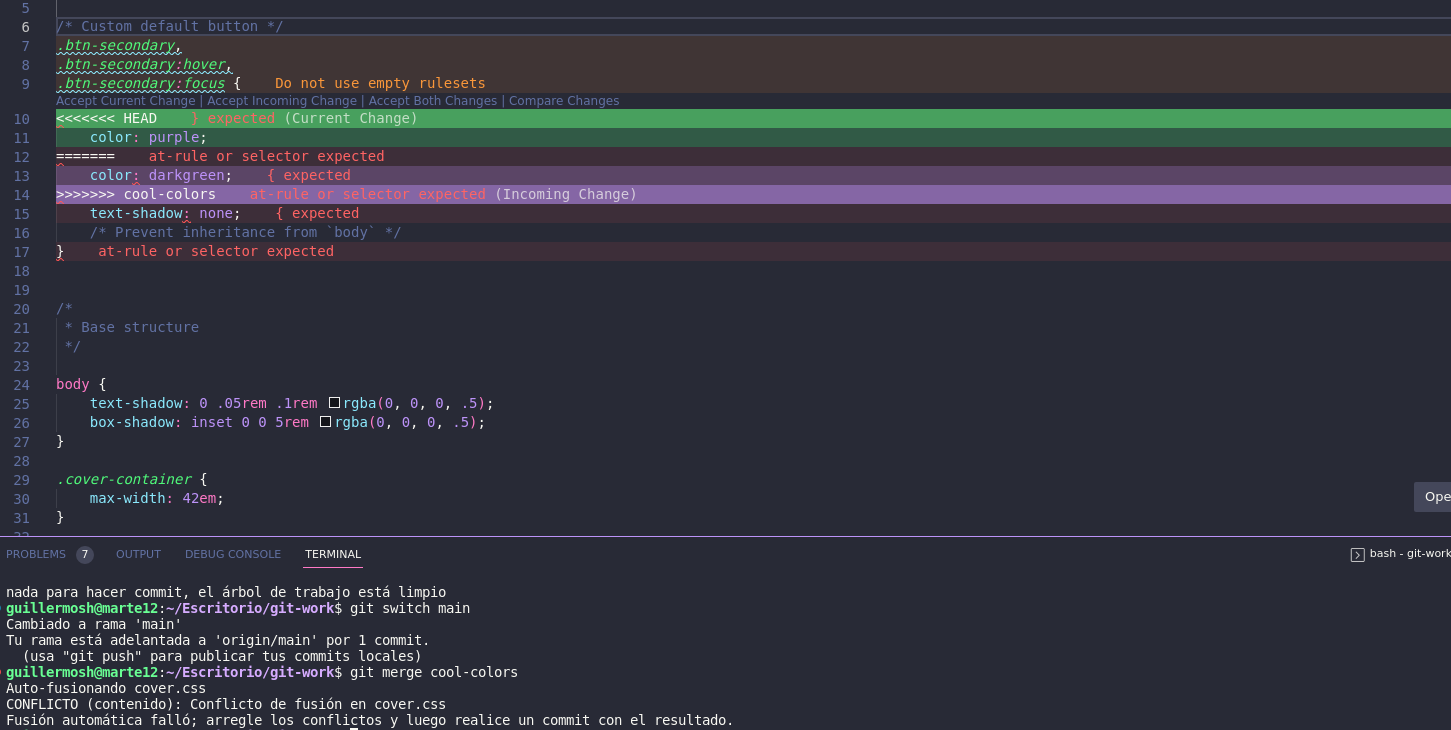 5
6 /* Custom default button */
7 .btn-secondary,
8 .btn-secondary:hover,
9 .btn-secondary:focus {    Do not use empty rulesets
Accept Current Change | Accept Incoming Change | Accept Both Changes | Compare Changes
10 <<<<<<< HEAD    } expected (Current Change)
11     color: purple;
12 =======    at-rule or selector expected
13     color: darkgreen;    { expected
14 >>>>>>> cool-colors    at-rule or selector expected (Incoming Change)
15     text-shadow: none;    { expected
16     /* Prevent inheritance from `body` */
17 }    at-rule or selector expected
18
19
20 /*
21  * Base structure
22  */
23
24 body {
25     text-shadow: 0 .05rem .1rem rgba(0, 0, 0, .5);
26     box-shadow: inset 0 0 5rem rgba(0, 0, 0, .5);
27 }
28
29 .cover-container {
30     max-width: 42em;
31 }
Ope
PROBLEMS 7 OUTPUT DEBUG CONSOLE TERMINAL bash - git-work
nada para hacer commit, el árbol de trabajo está limpio
guillermosh@marte12:~/Escritorio/git-work$ git switch main
Cambiado a rama 'main'
Tu rama está adelantada a 'origin/main' por 1 commit.
  (usa "git push" para publicar tus commits locales)
guillermosh@marte12:~/Escritorio/git-work$ git merge cool-colors
Auto-fusionando cover.css
CONFLICTO (contenido): Conflicto de fusión en cover.css
Fusión automática falló; arregle los conflictos y luego realice un commit con el resultado.